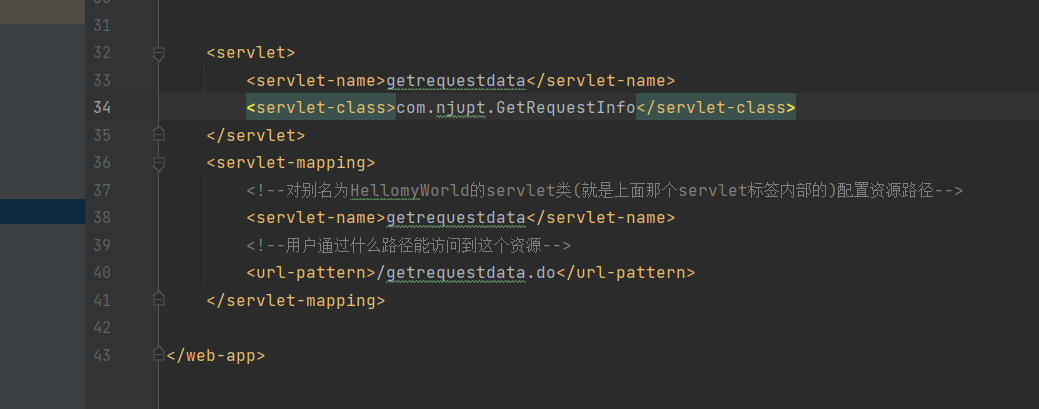 31
32 <servlet>
33 <servlet-name>getrequestdata</servlet-name>
34 <servlet-class>com.njupt.GetRequestInfo</servlet-class>
35 </servlet>
36 <servlet-mapping>
37 <!--对别名为HellomyWorld的servlet类(就是上面那个servlet标签内部的)配置资源路径-->
38 <servlet-name>getrequestdata</servlet-name>
39 <!--用户通过什么路径能访问到这个资源-->
40 <url-pattern>/getrequestdata.do</url-pattern>
41 </servlet-mapping>
42
43 </web-app>